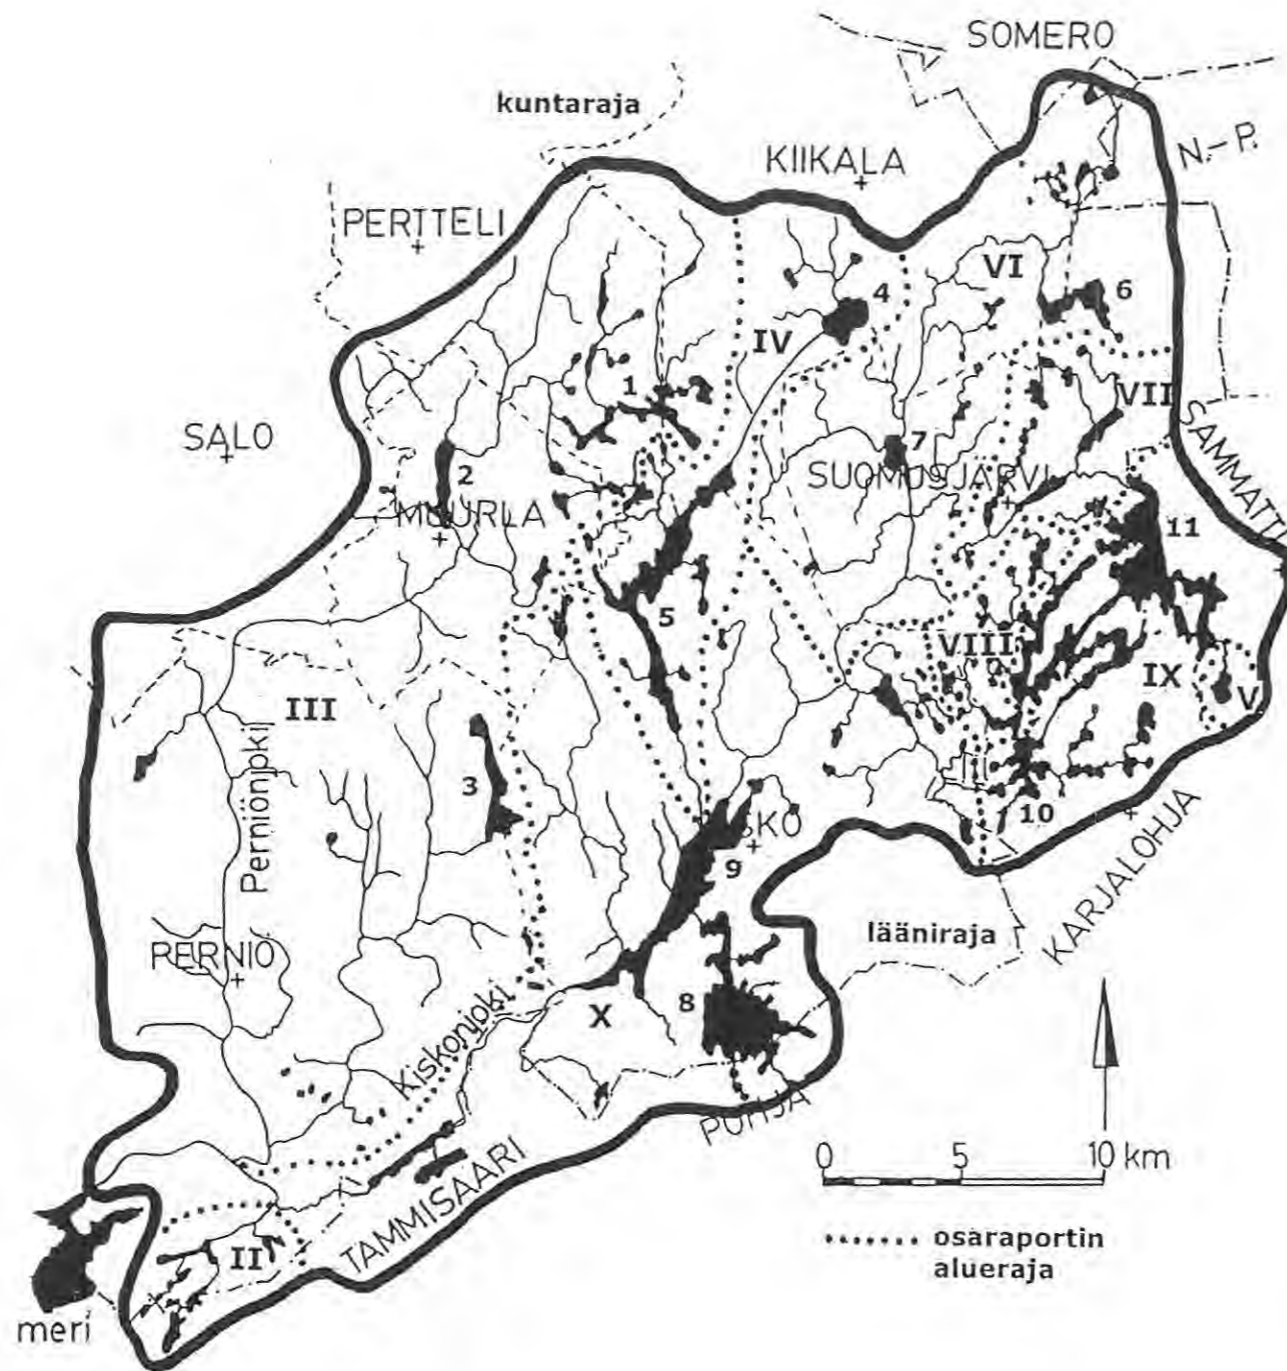 SOMERO
kuntaraja
N.-P.
KIIKALA
PERTTELI
VI
4
6
IV
1
VII
SALO
7
SAMMATTI
2
SUOMUSJÄRVI
MUURLA
11
5
VIII
IX
V
III
Perniönjoki
3
10
SKO
9
KARJALOHJA
lääniraja
PERNIÖ
8
X
Kiskonjoki
POHJA
0 5 10 km
TAMMISAARI
osaraportin
alueraja
II
meri